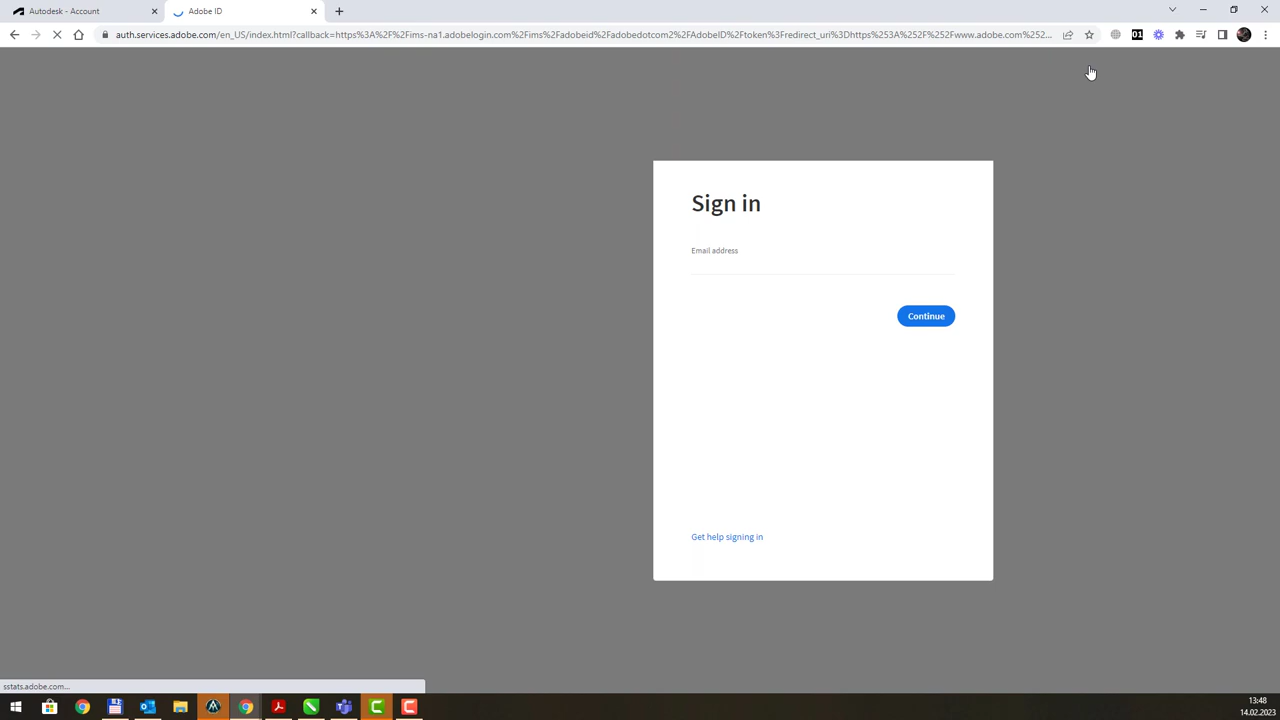 Autodesk - Account
Adobe ID
auth.services.adobe.com/en_US/index.html?callback=https%3A%2F%2Fims-na1.adobelogin.com%2Fims%2Fadobeid%2Fadobedotcom2%2FAdobeID%2Ftoken%3Fredirect_uri%3Dhttps%253A%252F%252Fwww.adobe.com%252...
01
Sign in
Email address
Continue
Get help signing in
sstats.adobe.com...
13:48
14.02.2023